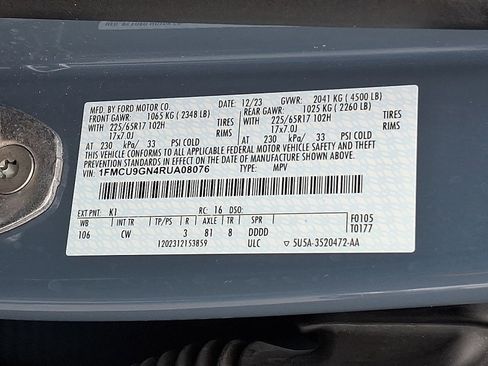 MFD. BY FORD MOTOR CO. DATE: 12/23 GVWR: 2041 KG ( 4500 LB)
FRONT GAWR: 1065 KG ( 2348 LB) REAR GAWR: 1025 KG ( 2260 LB)
WITH 225/65R17 102H TIRES WITH 225/65R17 102H TIRES
17x7.0J RIMS 17x7.0J RIMS
AT 230 kPa/ 33 PSI COLD AT 230 kPa/ 33 PSI COLD
THIS VEHICLE CONFORMS TO ALL APPLICABLE FEDERAL MOTOR VEHICLE SAFETY AND
THEFT PREVENTION STANDARDS IN EFFECT ON THE DATE OF MANUFACTURE SHOWN ABOVE.
VIN: 1FMCU9GN4RUA08076 TYPE: MPV
EXT PNT: K1 RC: 16 DSO:
WB INT TR TP/PS R AXLE TR SPR F0105
106 CW 3 81 8 DDDD T0177
1202312153859 ULC 5U5A-3520472-AA